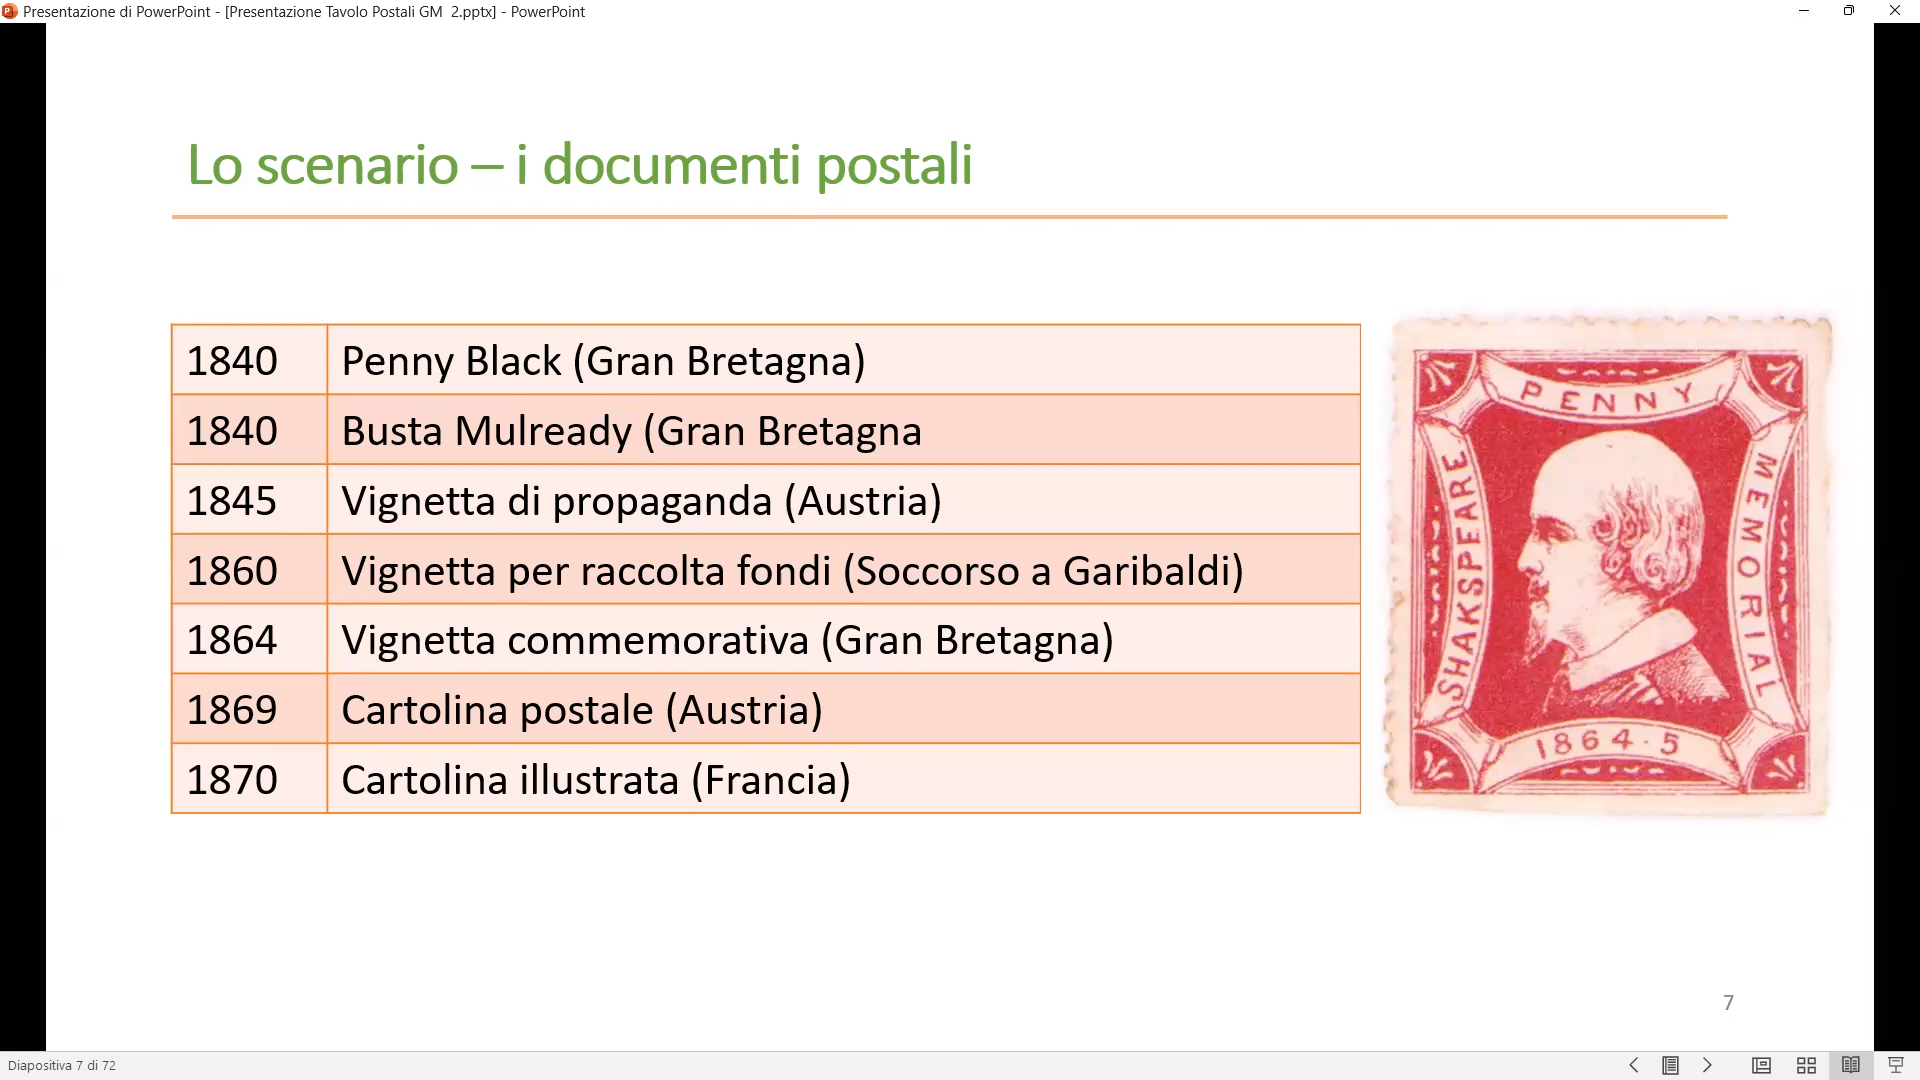 Presentazione di PowerPoint - [Presentazione Tavolo Postali GM  2.pptx] - PowerPoint
Lo scenario – i documenti postali
1840 Penny Black (Gran Bretagna)
1840 Busta Mulready (Gran Bretagna
1845 Vignetta di propaganda (Austria)
1860 Vignetta per raccolta fondi (Soccorso a Garibaldi)
1864 Vignetta commemorativa (Gran Bretagna)
1869 Cartolina postale (Austria)
1870 Cartolina illustrata (Francia)
PENNY
SHAKSPEARE
MEMORIAL
1864·5
7
Diapositiva 7 di 72